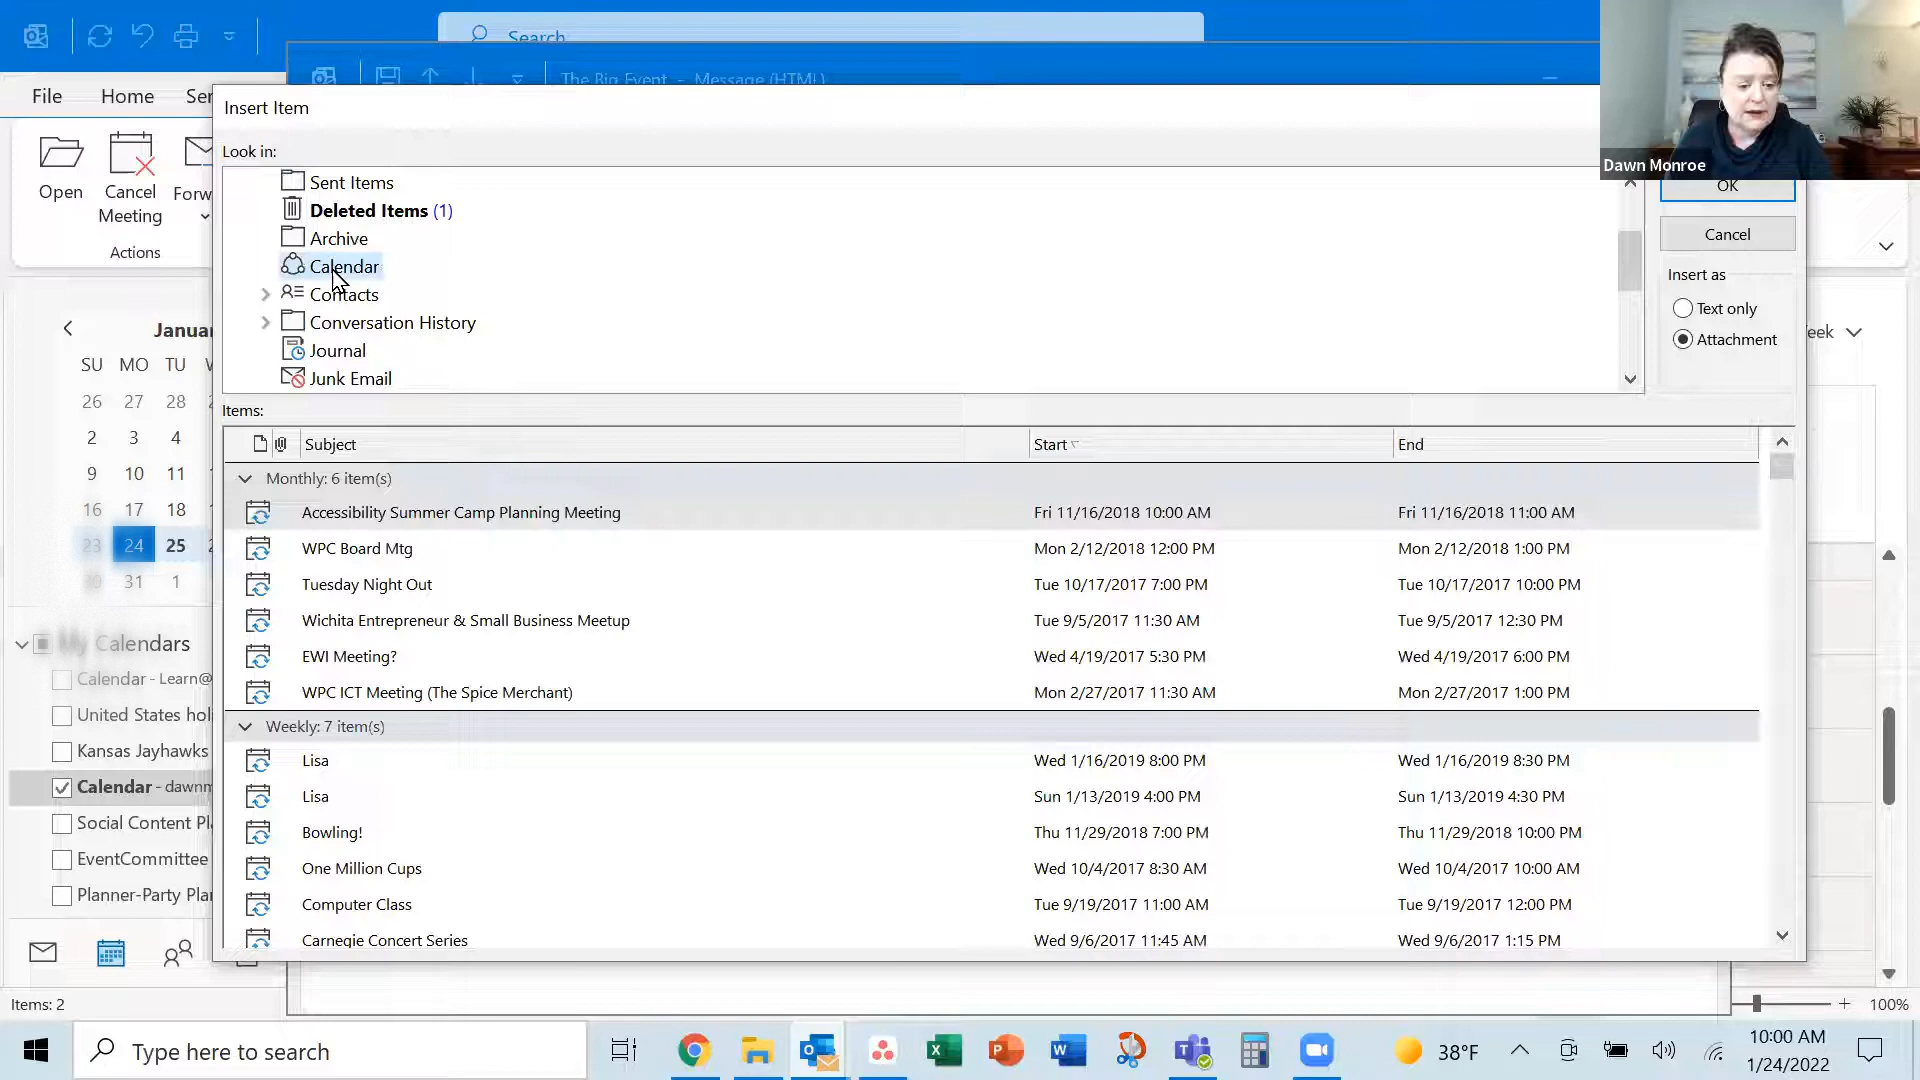 Search
The Big Event - Message (HTML)
File
Home
Insert Item
Look in:
Open
Cancel
Meeting
Actions
Sent Items
Deleted Items (1)
Archive
Calendar
Contacts
Conversation History
Journal
Junk Email
Dawn Monroe
OK
Cancel
Insert as
Text only
Attachment
SU MO TU
26 27 28
2 3 4
9 10 11
16 17 18
23 24 25
30 31 1
Items:
Subject Start End
Monthly: 6 item(s)
Accessibility Summer Camp Planning Meeting Fri 11/16/2018 10:00 AM Fri 11/16/2018 11:00 AM
WPC Board Mtg Mon 2/12/2018 12:00 PM Mon 2/12/2018 1:00 PM
Tuesday Night Out Tue 10/17/2017 7:00 PM Tue 10/17/2017 10:00 PM
Wichita Entrepreneur & Small Business Meetup Tue 9/5/2017 11:30 AM Tue 9/5/2017 12:30 PM
EWI Meeting? Wed 4/19/2017 5:30 PM Wed 4/19/2017 6:00 PM
WPC ICT Meeting (The Spice Merchant) Mon 2/27/2017 11:30 AM Mon 2/27/2017 1:00 PM
Weekly: 7 item(s)
Lisa Wed 1/16/2019 8:00 PM Wed 1/16/2019 8:30 PM
Lisa Sun 1/13/2019 4:00 PM Sun 1/13/2019 4:30 PM
Bowling! Thu 11/29/2018 7:00 PM Thu 11/29/2018 10:00 PM
One Million Cups Wed 10/4/2017 8:30 AM Wed 10/4/2017 10:00 AM
Computer Class Tue 9/19/2017 11:00 AM Tue 9/19/2017 12:00 PM
Carnegie Concert Series Wed 9/6/2017 11:45 AM Wed 9/6/2017 1:15 PM
My Calendars
Calendar - Learn@
United States
Kansas Jayhawks
Calendar -
Social Content
EventCommittee
Planner-Party
Items: 2
100%
Type here to search
38°F
10:00 AM
1/24/2022